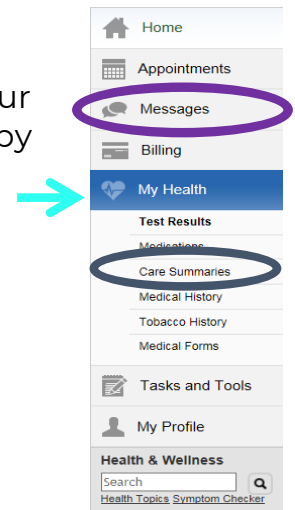 Home
Appointments
ur
Messages
by
Billing
My Health
Test Results
Medications
Care Summaries
Medical History
Tobacco History
Medical Forms
Tasks and Tools
My Profile
Health & Wellness
Search
Health Topics Symptom Checker